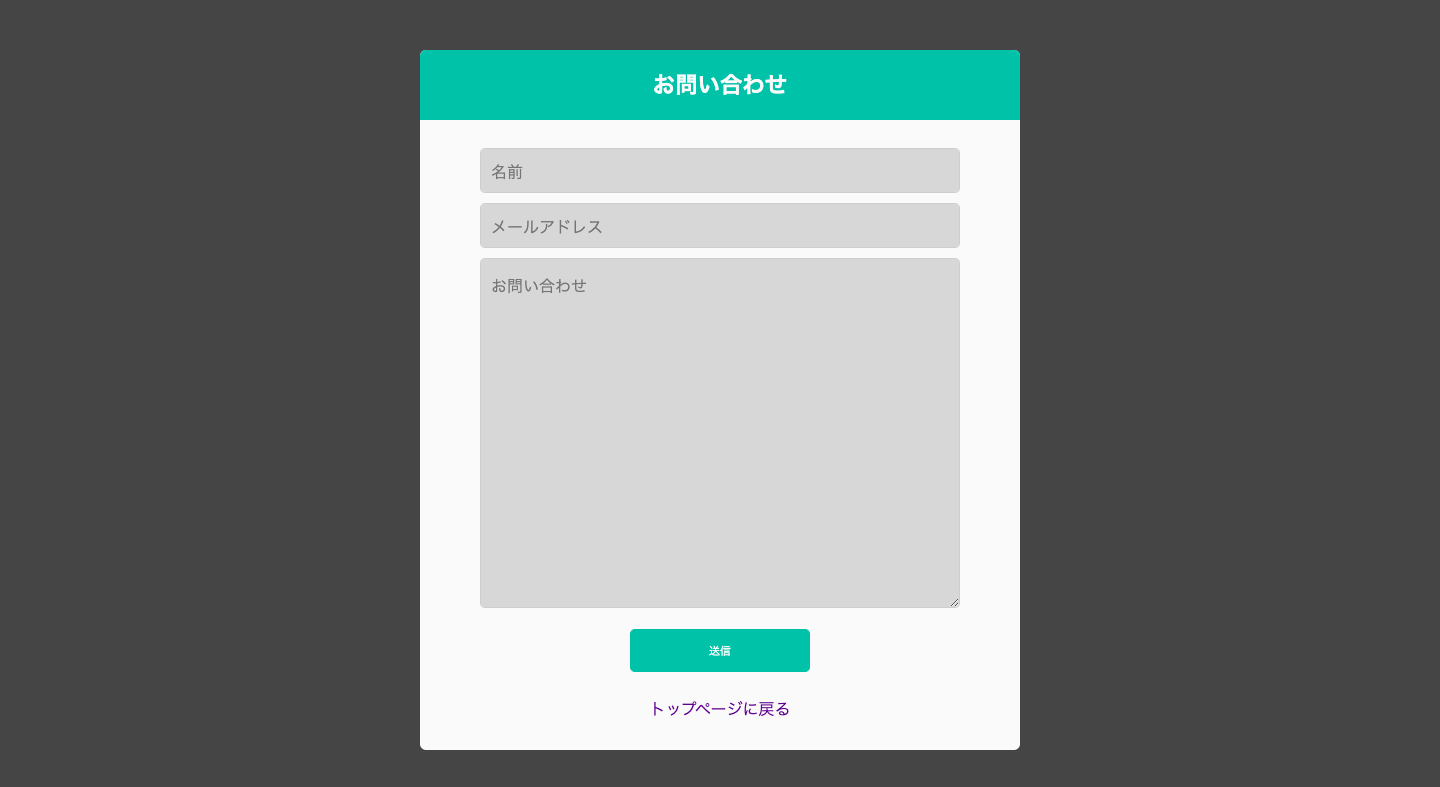 お問い合わせ
名前
メールアドレス
お問い合わせ
送信
トップページに戻る